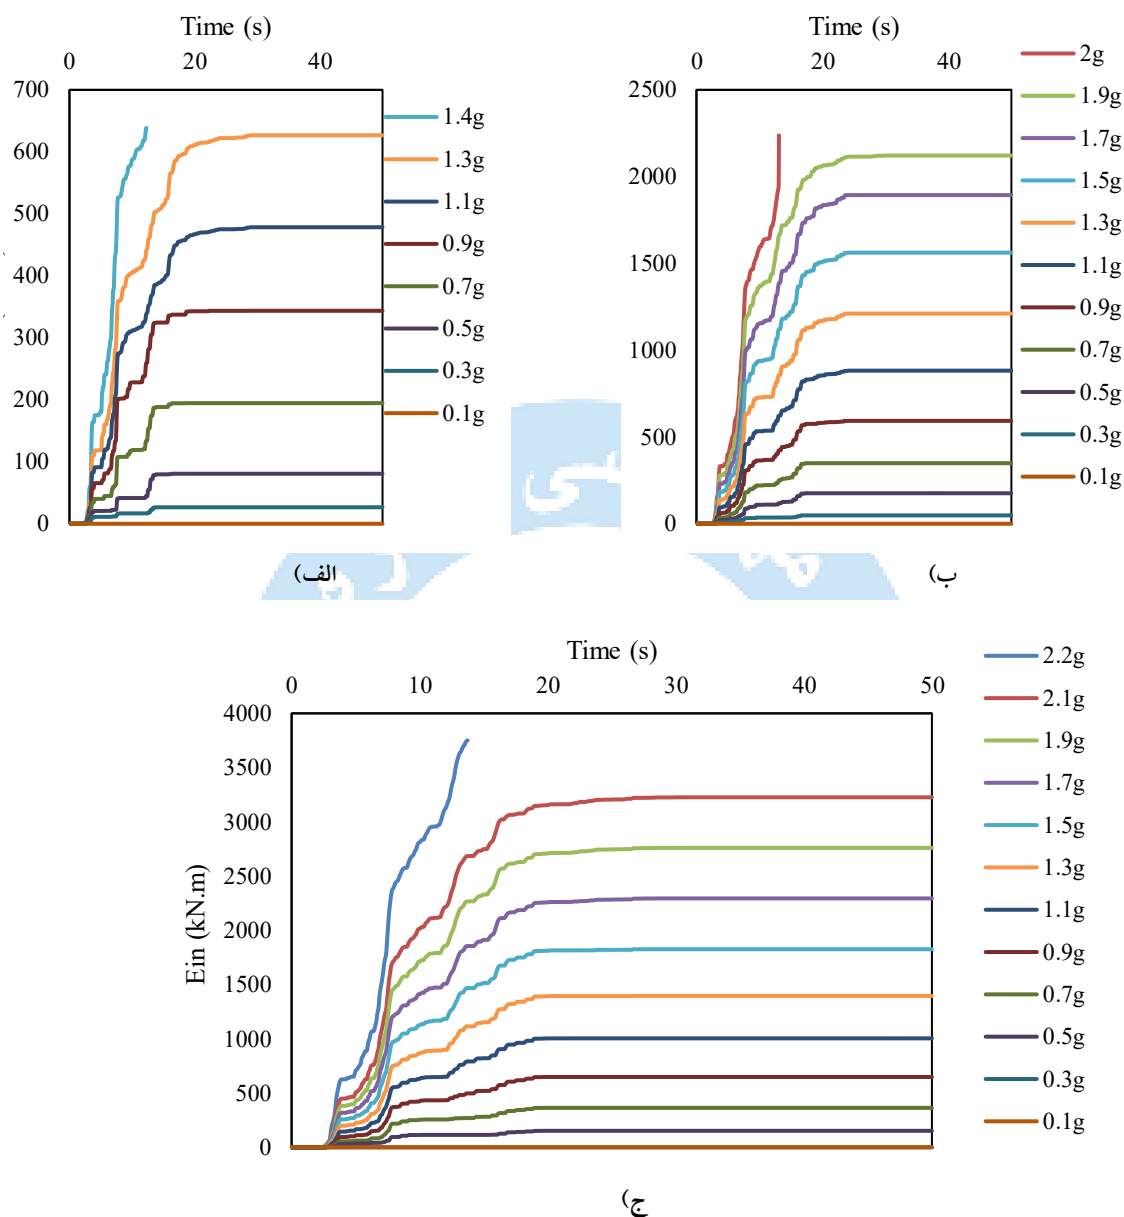 Time (s)
0 20 40
700
600
500
400
300
200
100
0
1.4g
1.3g
1.1g
0.9g
0.7g
0.5g
0.3g
0.1g
الف)
Time (s)
0 20 40
2500
2000
1500
1000
500
0
2g
1.9g
1.7g
1.5g
1.3g
1.1g
0.9g
0.7g
0.5g
0.3g
0.1g
ب)
Time (s)
0 10 20 30 40 50
Ein (kN.m)
4000
3500
3000
2500
2000
1500
1000
500
0
2.2g
2.1g
1.9g
1.7g
1.5g
1.3g
1.1g
0.9g
0.7g
0.5g
0.3g
0.1g
ج)